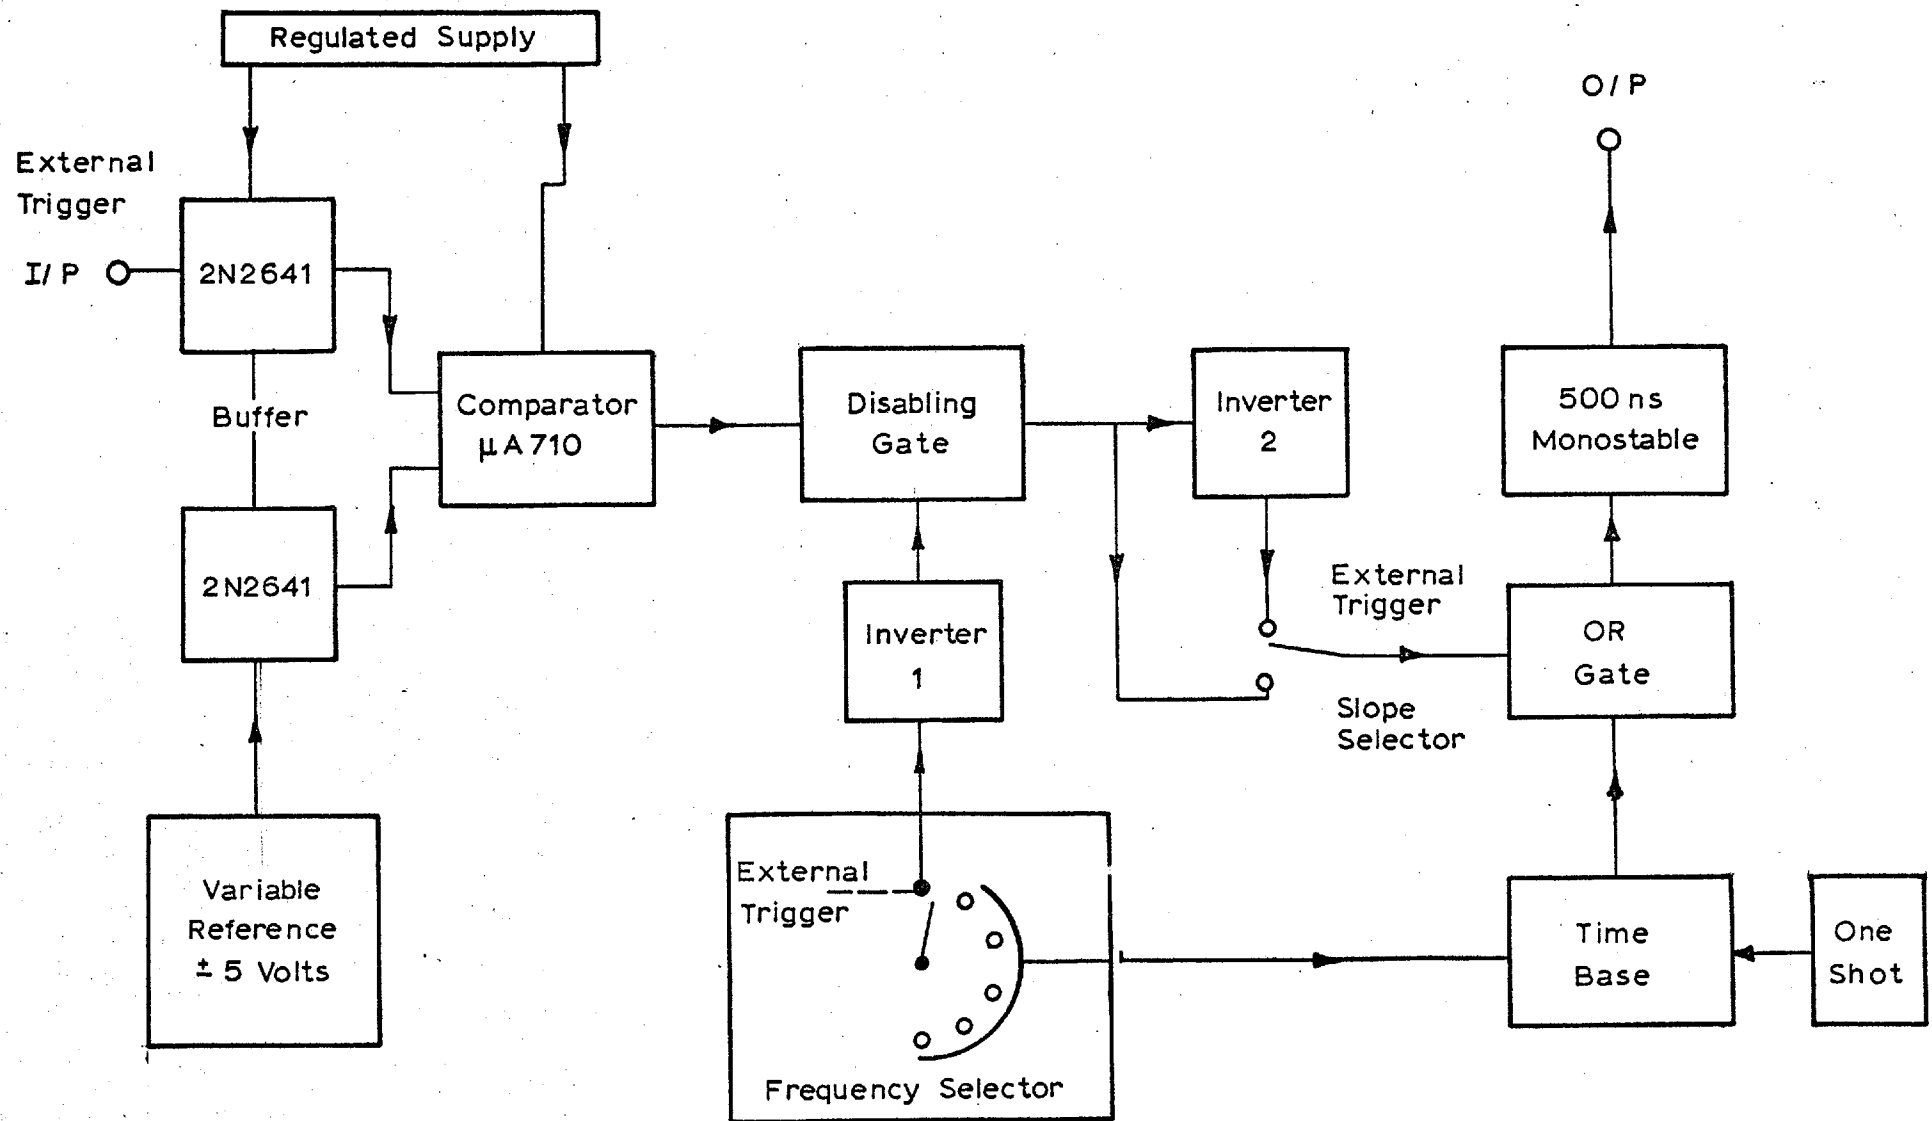 Regulated Supply
O/P
External
Trigger
I/P
2N2641
Buffer
Comparator
μA710
Disabling
Gate
Inverter
2
500 ns
Monostable
2N2641
Inverter
1
External
Trigger
OR
Gate
Slope
Selector
Variable
Reference
± 5 Volts
External
Trigger
Frequency Selector
Time
Base
One
Shot